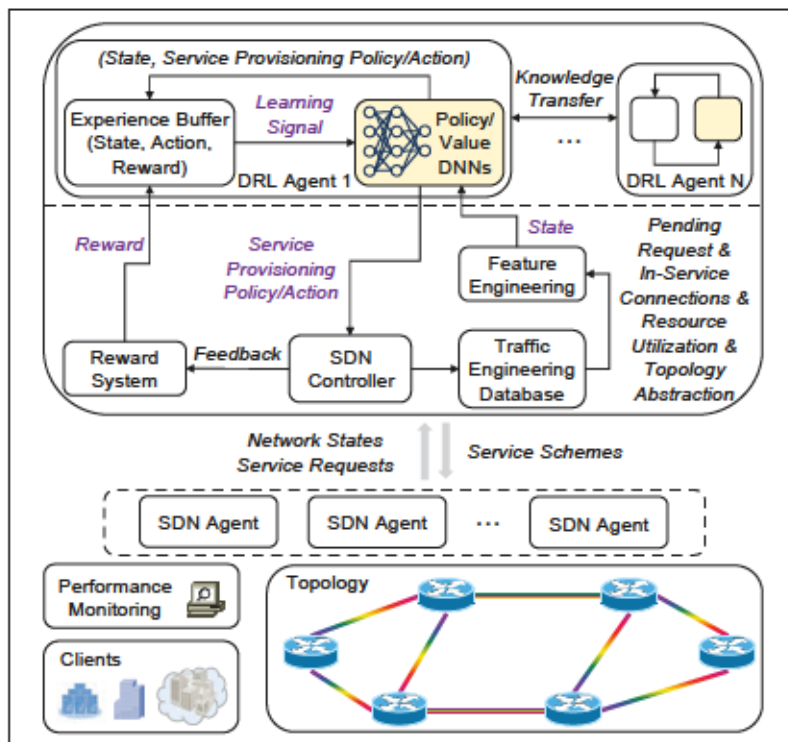 (State, Service Provisioning Policy/Action)
Experience Buffer
(State, Action,
Reward)
Learning
Signal
Policy/
Value
DNNs
DRL Agent 1
Knowledge
Transfer
...
DRL Agent N
Reward
Service
Provisioning
Policy/Action
State
Feature
Engineering
Pending
Request &
In-Service
Connections &
Resource
Utilization &
Topology
Abstraction
Reward
System
Feedback
SDN
Controller
Traffic
Engineering
Database
Network States
Service Requests
Service Schemes
SDN Agent
SDN Agent
...
SDN Agent
Performance
Monitoring
Topology
Clients